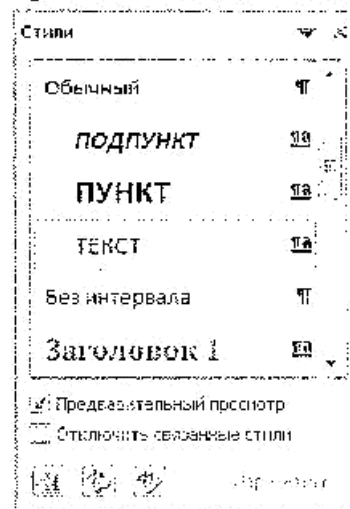 Стили
Обычный
ПОДПУНКТ
ПУНКТ
ТЕКСТ
Без интервала
Заголовок 1
Предварительный просмотр
Отключить связанные стили